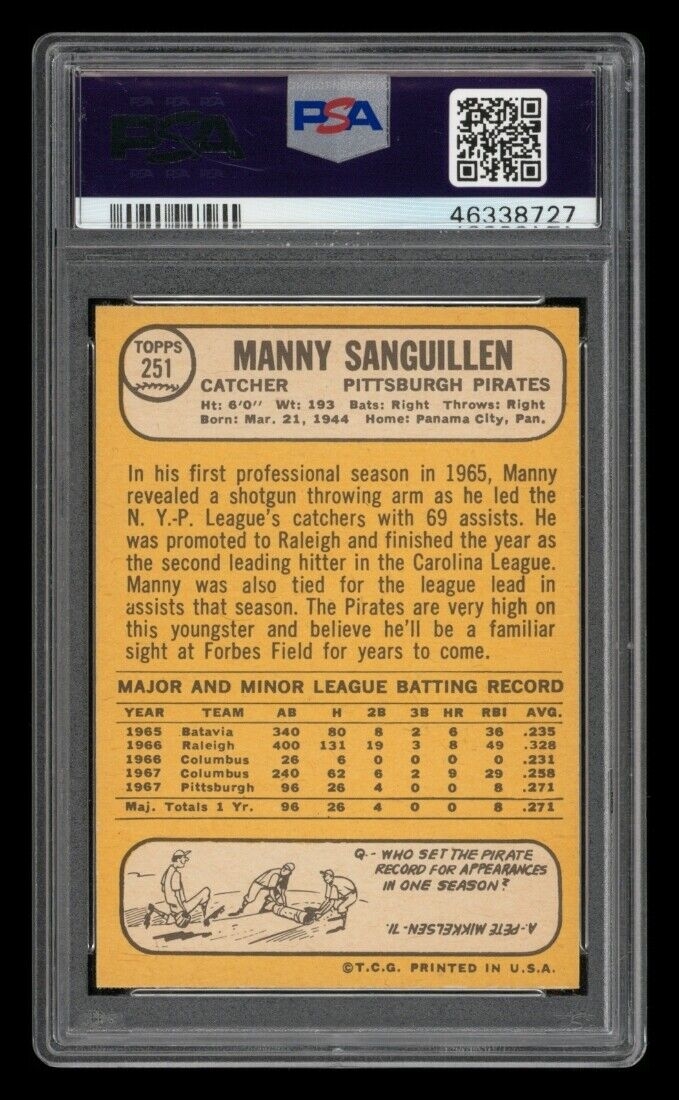 PSA PSA PSA
PSA
PSA PSA PSA
PSA
46338727
TOPPS
251
MANNY SANGUILLEN
CATCHER PITTSBURGH PIRATES
Ht: 6'0" Wt: 193 Bats: Right Throws: Right
Born: Mar. 21, 1944 Home: Panama City, Pan.
In his first professional season in 1965, Manny
revealed a shotgun throwing arm as he led the
N. Y.-P. League's catchers with 69 assists. He
was promoted to Raleigh and finished the year as
the second leading hitter in the Carolina League.
Manny was also tied for the league lead in
assists that season. The Pirates are very high on
this youngster and believe he'll be a familiar
sight at Forbes Field for years to come.
MAJOR AND MINOR LEAGUE BATTING RECORD
YEAR TEAM AB H 2B 3B HR RBI AVG.
1965 Batavia 340 80 8 2 6 36 .235
1966 Raleigh 400 131 19 3 8 49 .328
1966 Columbus 26 6 0 0 0 0 .231
1967 Columbus 240 62 6 2 9 29 .258
1967 Pittsburgh 96 26 4 0 0 8 .271
Maj. Totals 1 Yr. 96 26 4 0 0 8 .271
Q.- WHO SET THE PIRATE
RECORD FOR APPEARANCES
IN ONE SEASON?
A- PETE MIKKELSEN - 71.
©T.C.G. PRINTED IN U.S.A.